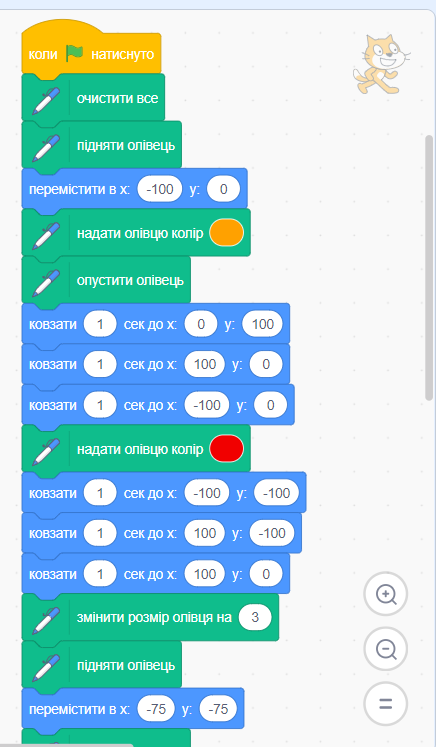 коли натиснуто
очистити все
підняти олівець
перемістити в x: -100 y: 0
надати олівцю колір
опустити олівець
ковзати 1 сек до x: 0 y: 100
ковзати 1 сек до x: 100 y: 0
ковзати 1 сек до x: -100 y: 0
надати олівцю колір
ковзати 1 сек до x: -100 y: -100
ковзати 1 сек до x: 100 y: -100
ковзати 1 сек до x: 100 y: 0
змінити розмір олівця на 3
підняти олівець
перемістити в x: -75 y: -75